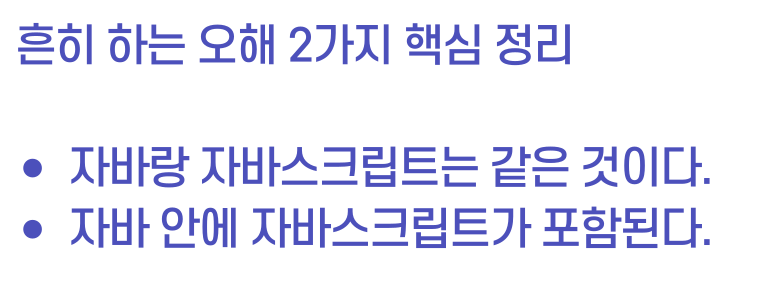 흔히 하는 오해 2가지 핵심 정리
• 자바랑 자바스크립트는 같은 것이다.
• 자바 안에 자바스크립트가 포함된다.